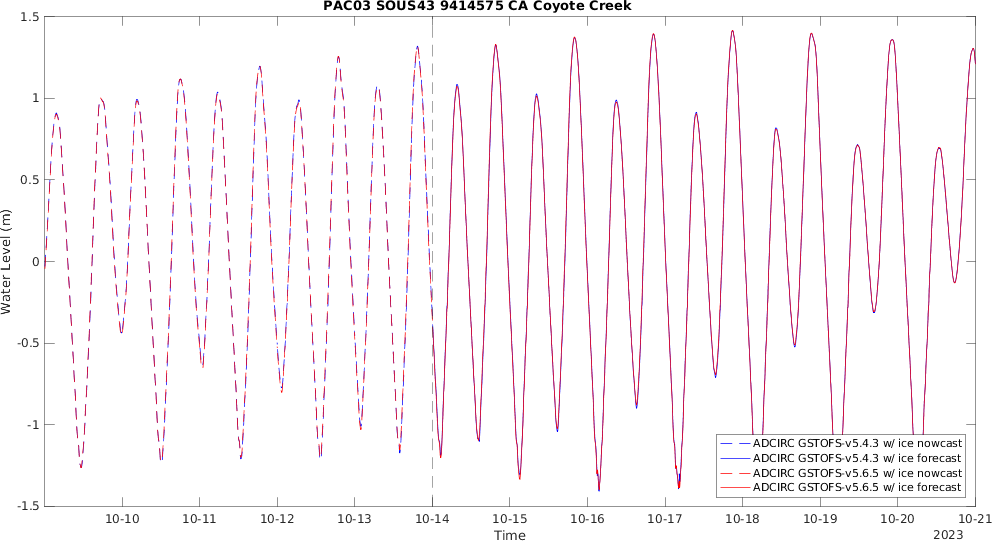 PAC03 SOUS43 9414575 CA Coyote Creek
1.5
1
0.5
0
-0.5
-1
-1.5
Water Level (m)
10-10
10-11
10-12
10-13
10-14
10-15
10-16
10-17
10-18
10-19
10-20
10-21
Time
2023
ADCIRC GSTOFS-v5.4.3 w/ ice nowcast
ADCIRC GSTOFS-v5.4.3 w/ ice forecast
ADCIRC GSTOFS-v5.6.5 w/ ice nowcast
ADCIRC GSTOFS-v5.6.5 w/ ice forecast